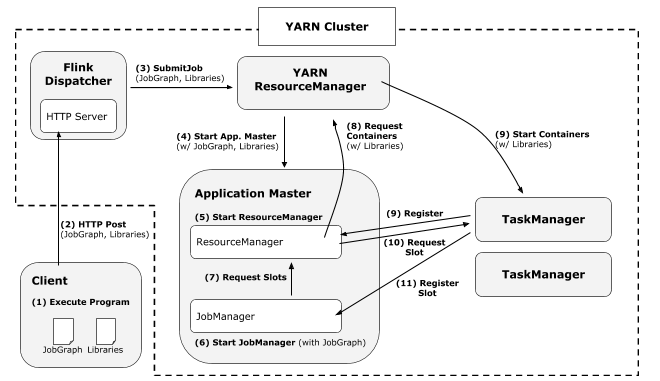 YARN Cluster
Flink
Dispatcher
HTTP Server
(3) SubmitJob
(JobGraph, Libraries)
YARN
ResourceManager
(4) Start App. Master
(w/ JobGraph, Libraries)
(8) Request
Containers
(w/ Libraries)
(9) Start Containers
(w/ Libraries)
(2) HTTP Post
(JobGraph, Libraries)
Application Master
(5) Start ResourceManager
ResourceManager
(9) Register
(10) Request
Slot
TaskManager
TaskManager
(7) Request Slots
(11) Register
Slot
JobManager
(6) Start JobManager (with JobGraph)
Client
(1) Execute Program
JobGraph Libraries